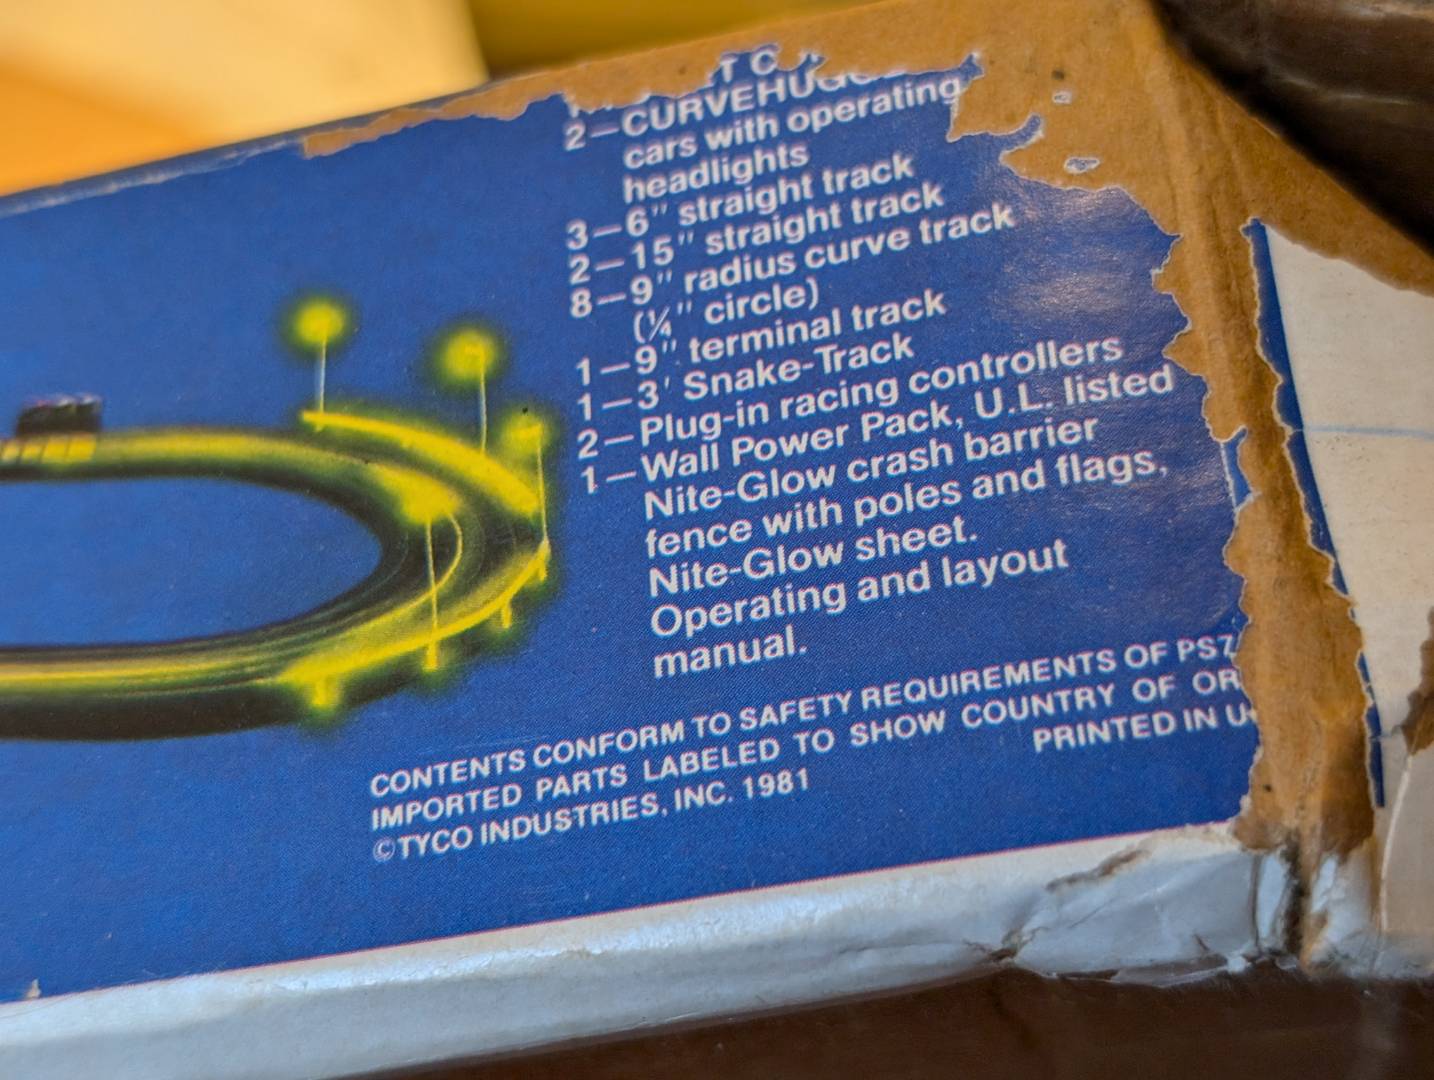 2—CURVEHU
cars with operating
headlights
3—6" straight track
2—15" straight track
8—9" radius curve track
(¼" circle)
1—9" terminal track
1—3' Snake-Track
2—Plug-in racing controllers
1—Wall Power Pack, U.L. listed
Nite-Glow crash barrier
fence with poles and flags,
Nite-Glow sheet.
Operating and layout
manual.
CONTENTS CONFORM TO SAFETY REQUIREMENTS OF PS7
IMPORTED PARTS LABELED TO SHOW COUNTRY OF OR
PRINTED IN U
©TYCO INDUSTRIES, INC. 1981